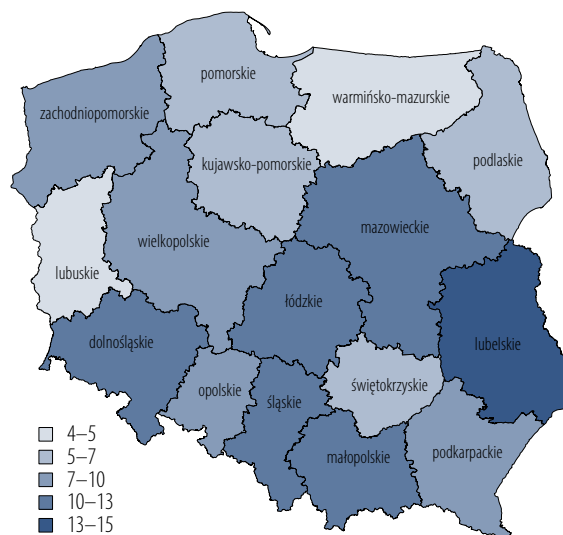 pomorskie
warmińsko-mazurskie
zachodniopomorskie
podlaskie
kujawsko-pomorskie
mazowieckie
wielkopolskie
lubuskie
łódzkie
dolnośląskie
lubelskie
świętokrzyskie
opolskie
śląskie
małopolskie
podkarpackie
4–5
5–7
7–10
10–13
13–15